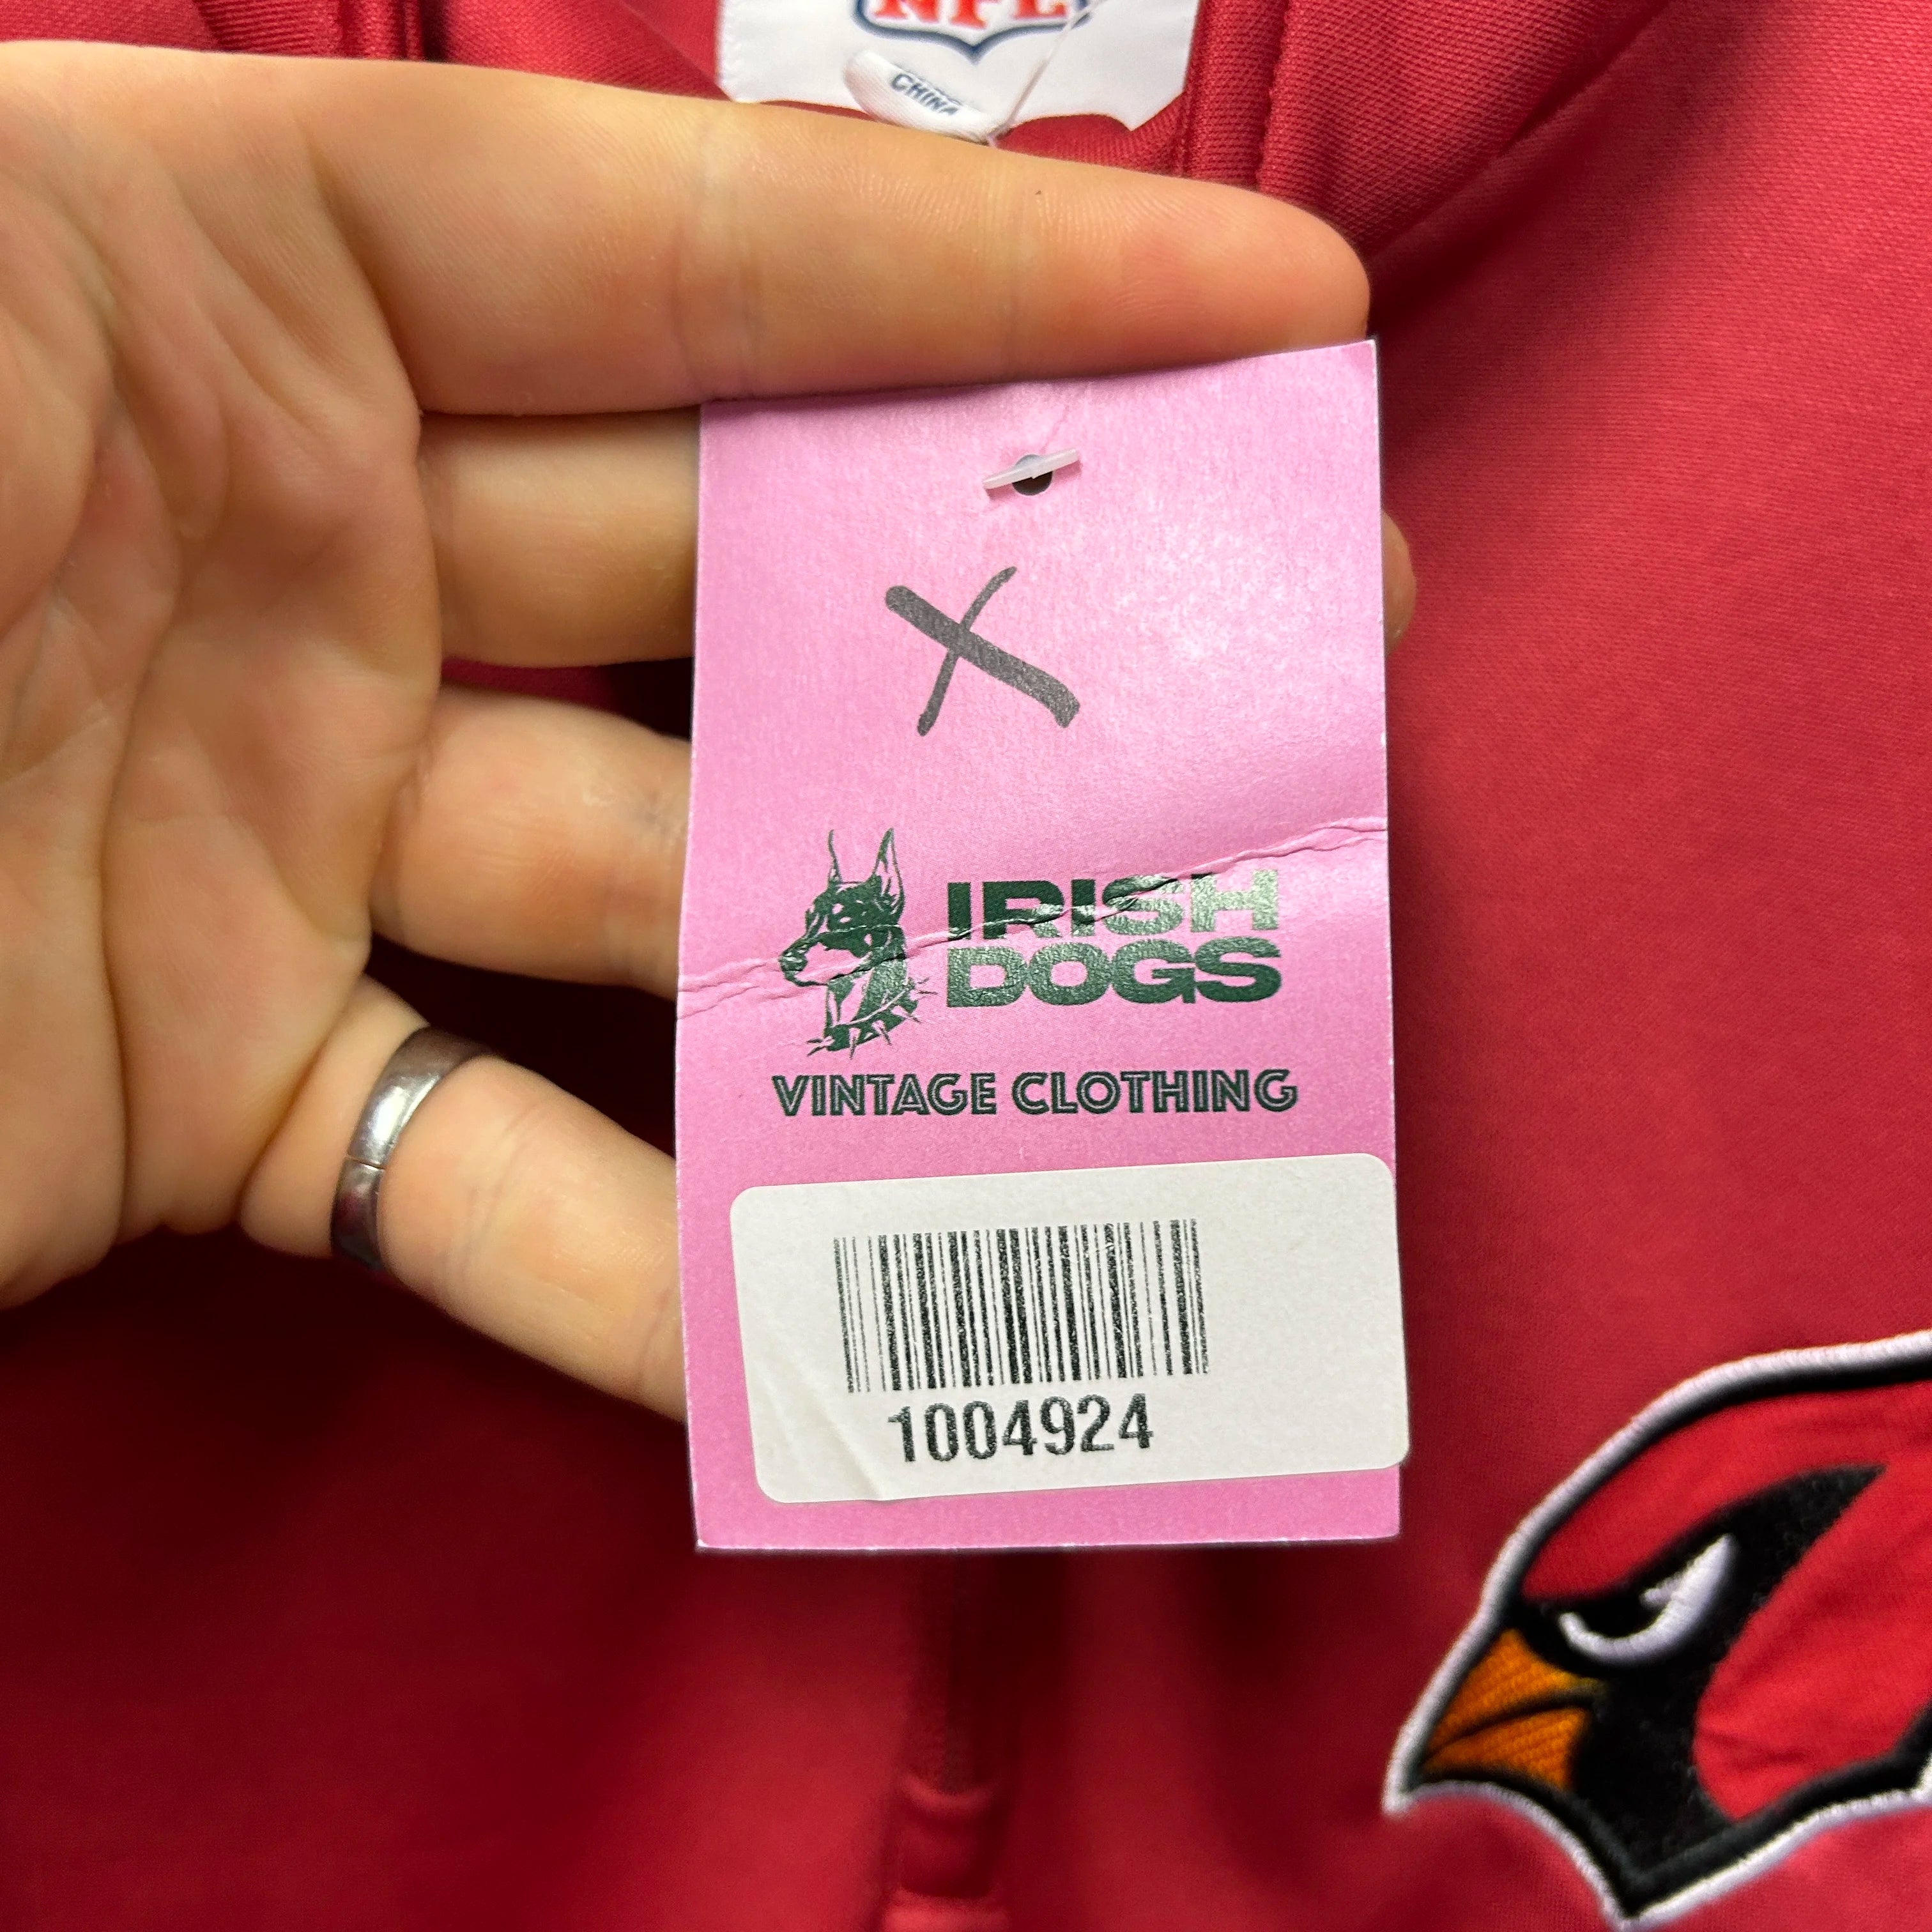 NFL
CHINA
X
IRISH
DOGS
VINTAGE CLOTHING
1004924